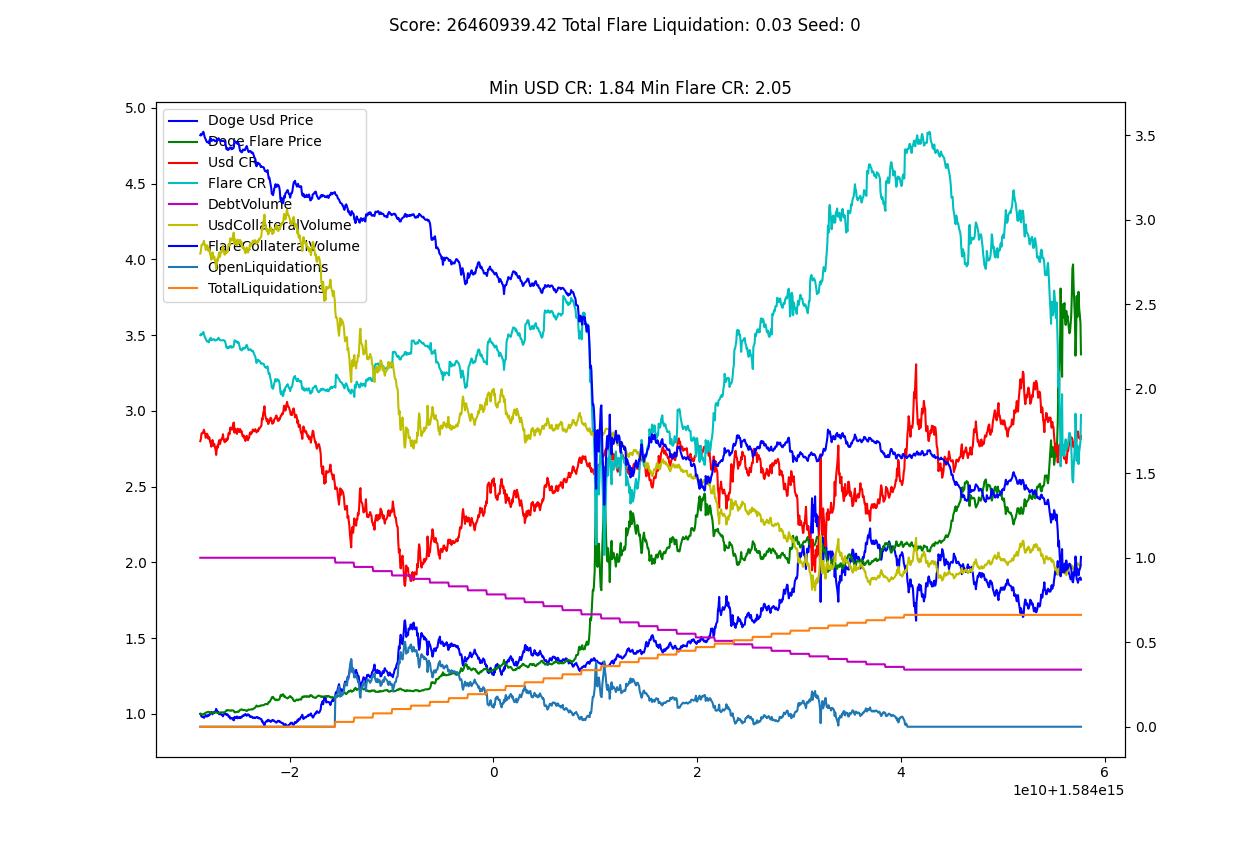 Score: 26460939.42 Total Flare Liquidation: 0.03 Seed: 0
Min USD CR: 1.84 Min Flare CR: 2.05
5.0
4.5
4.0
3.5
3.0
2.5
2.0
1.5
1.0
Doge Usd Price
Doge Flare Price
Usd CR
Flare CR
DebtVolume
UsdCollateralVolume
FlareCollateralVolume
OpenLiquidations
TotalLiquidations
3.5
3.0
2.5
2.0
1.5
1.0
0.5
0.0
−2 0 2 4 6
1e10+1.584e15